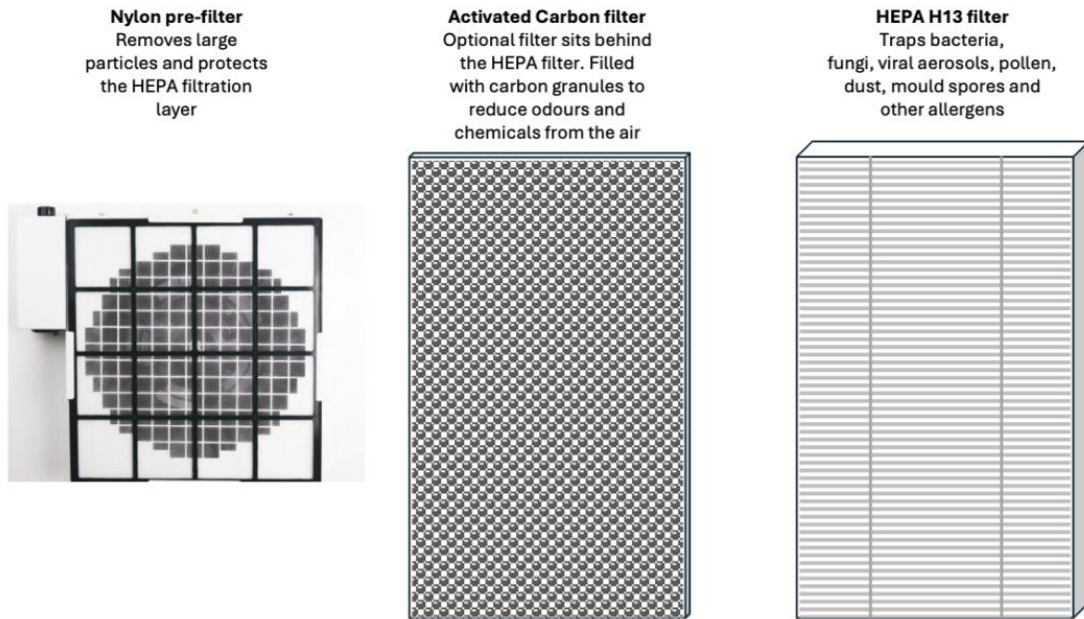 Nylon pre-filter
Removes large
particles and protects
the HEPA filtration
layer
Activated Carbon filter
Optional filter sits behind
the HEPA filter. Filled
with carbon granules to
reduce odours and
chemicals from the air
HEPA H13 filter
Traps bacteria,
fungi, viral aerosols, pollen,
dust, mould spores and
other allergens